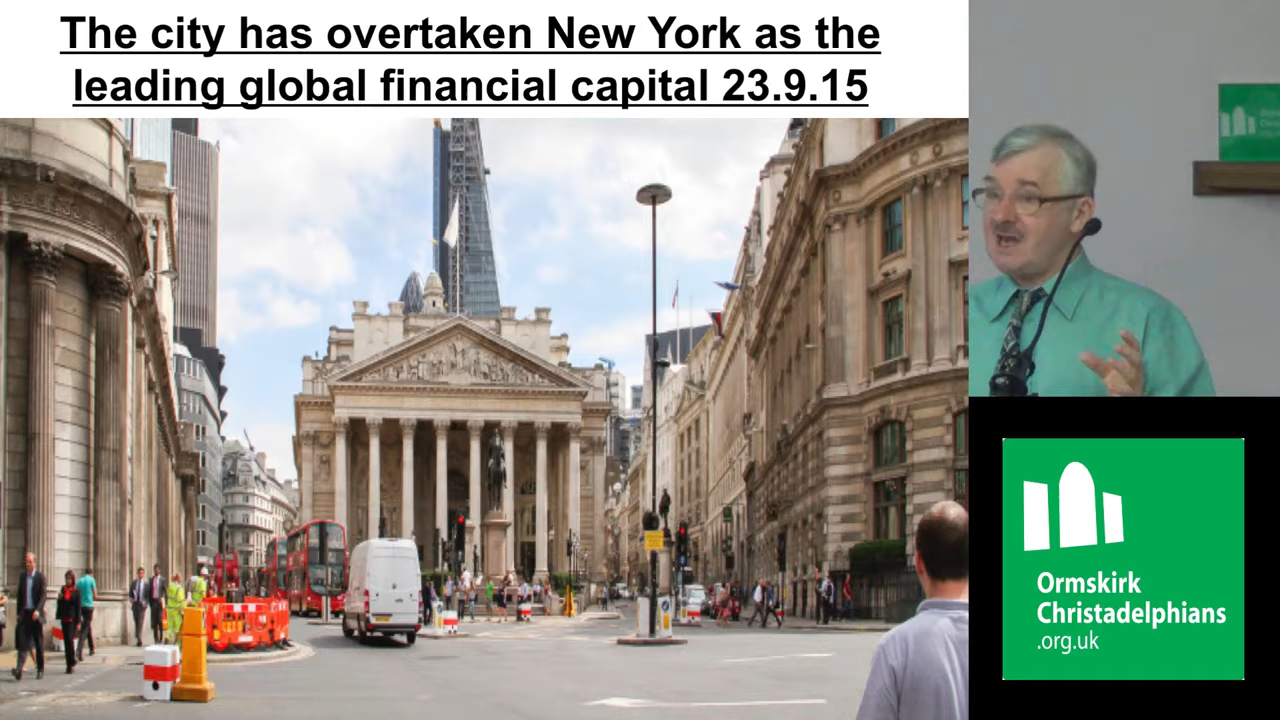 The city has overtaken New York as the
leading global financial capital 23.9.15
Ormskirk
Christadelphians
.org.uk